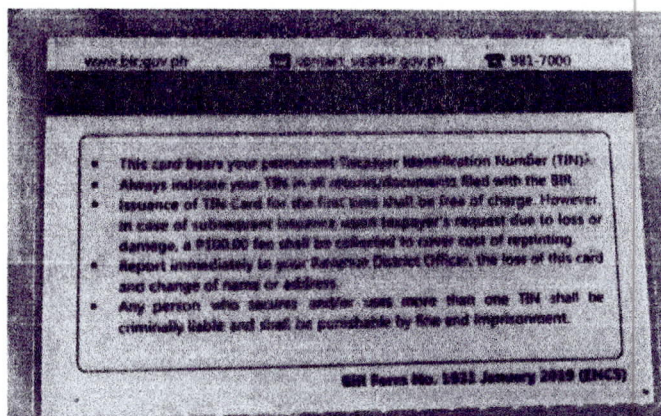 www.bir.gov.ph contact_us@bir.gov.ph 981-7000
This card bears your permanent Taxpayer Identification Number (TIN).
Always indicate your TIN in all returns/documents filed with the BIR.
Issuance of TIN Card for the first time shall be free of charge. However,
in case of subsequent issuance upon taxpayer's request due to loss or
damage, a P100.00 fee shall be collected to cover cost of reprinting.
Report immediately to your Revenue District Officer, the loss of this card
and change of name or address.
Any person who secures and/or uses more than one TIN shall be
criminally liable and shall be punishable by fine and imprisonment.
BIR Form No. 1931 January 2019 (ENCS)